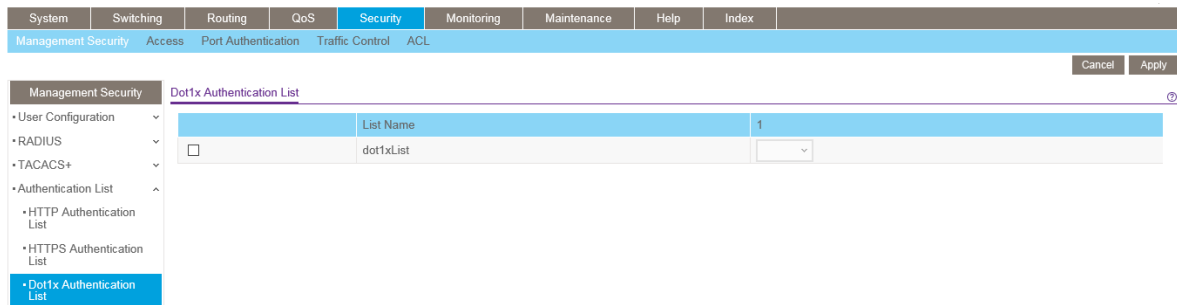 System Switching Routing QoS Security Monitoring Maintenance Help Index
Management Security Access Port Authentication Traffic Control ACL
Cancel Apply
Management Security
• User Configuration
• RADIUS
• TACACS+
• Authentication List
• HTTP Authentication
List
• HTTPS Authentication
List
• Dot1x Authentication
List
Dot1x Authentication List
?
List Name 1
dot1xList